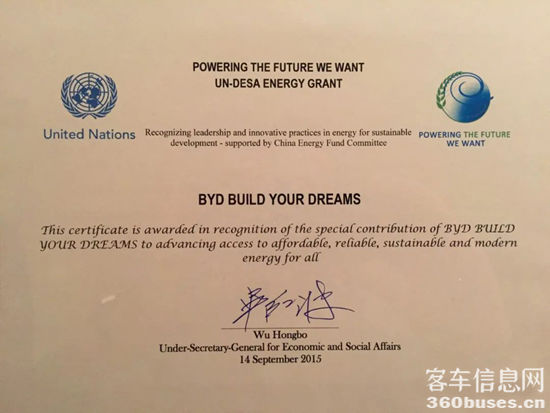 POWERING THE FUTURE WE WANT
UN-DESA ENERGY GRANT
United Nations
Recognizing leadership and innovative practices in energy for sustainable
development - supported by China Energy Fund Committee
POWERING THE FUTURE
WE WANT
BYD BUILD YOUR DREAMS
This certificate is awarded in recognition of the special contribution of BYD BUILD
YOUR DREAMS to advancing access to affordable, reliable, sustainable and modern
energy for all
Wu Hongbo
Under-Secretary-General for Economic and Social Affairs
14 September 2015
客车信息网
360buses.cn